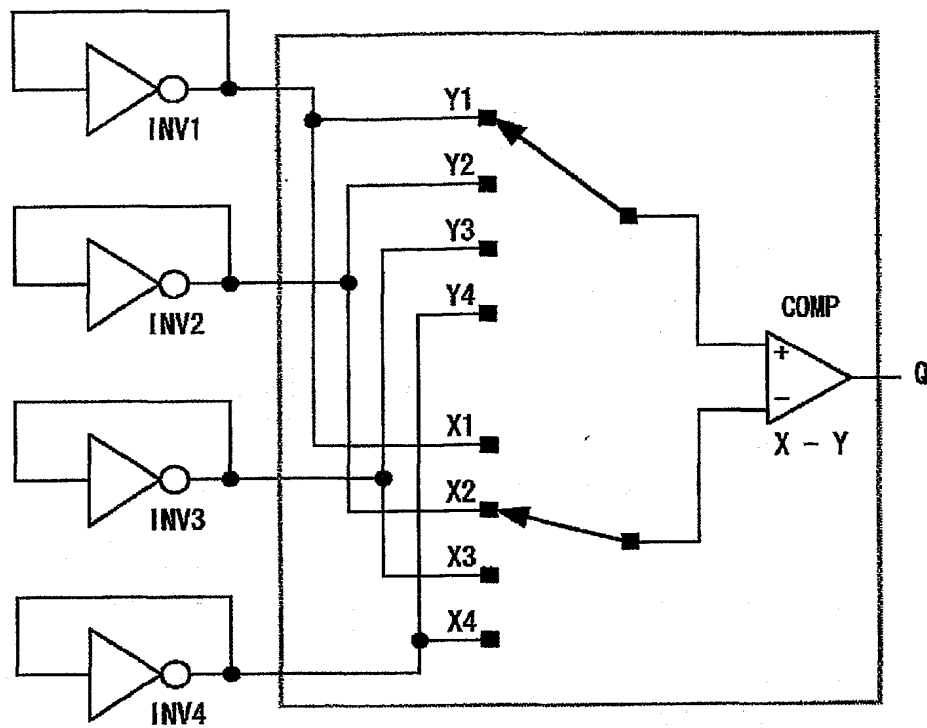 INV1
INV2
INV3
INV4
Y1
Y2
Y3
Y4
X1
X2
X3
X4
COMP
+
−
X - Y
Q